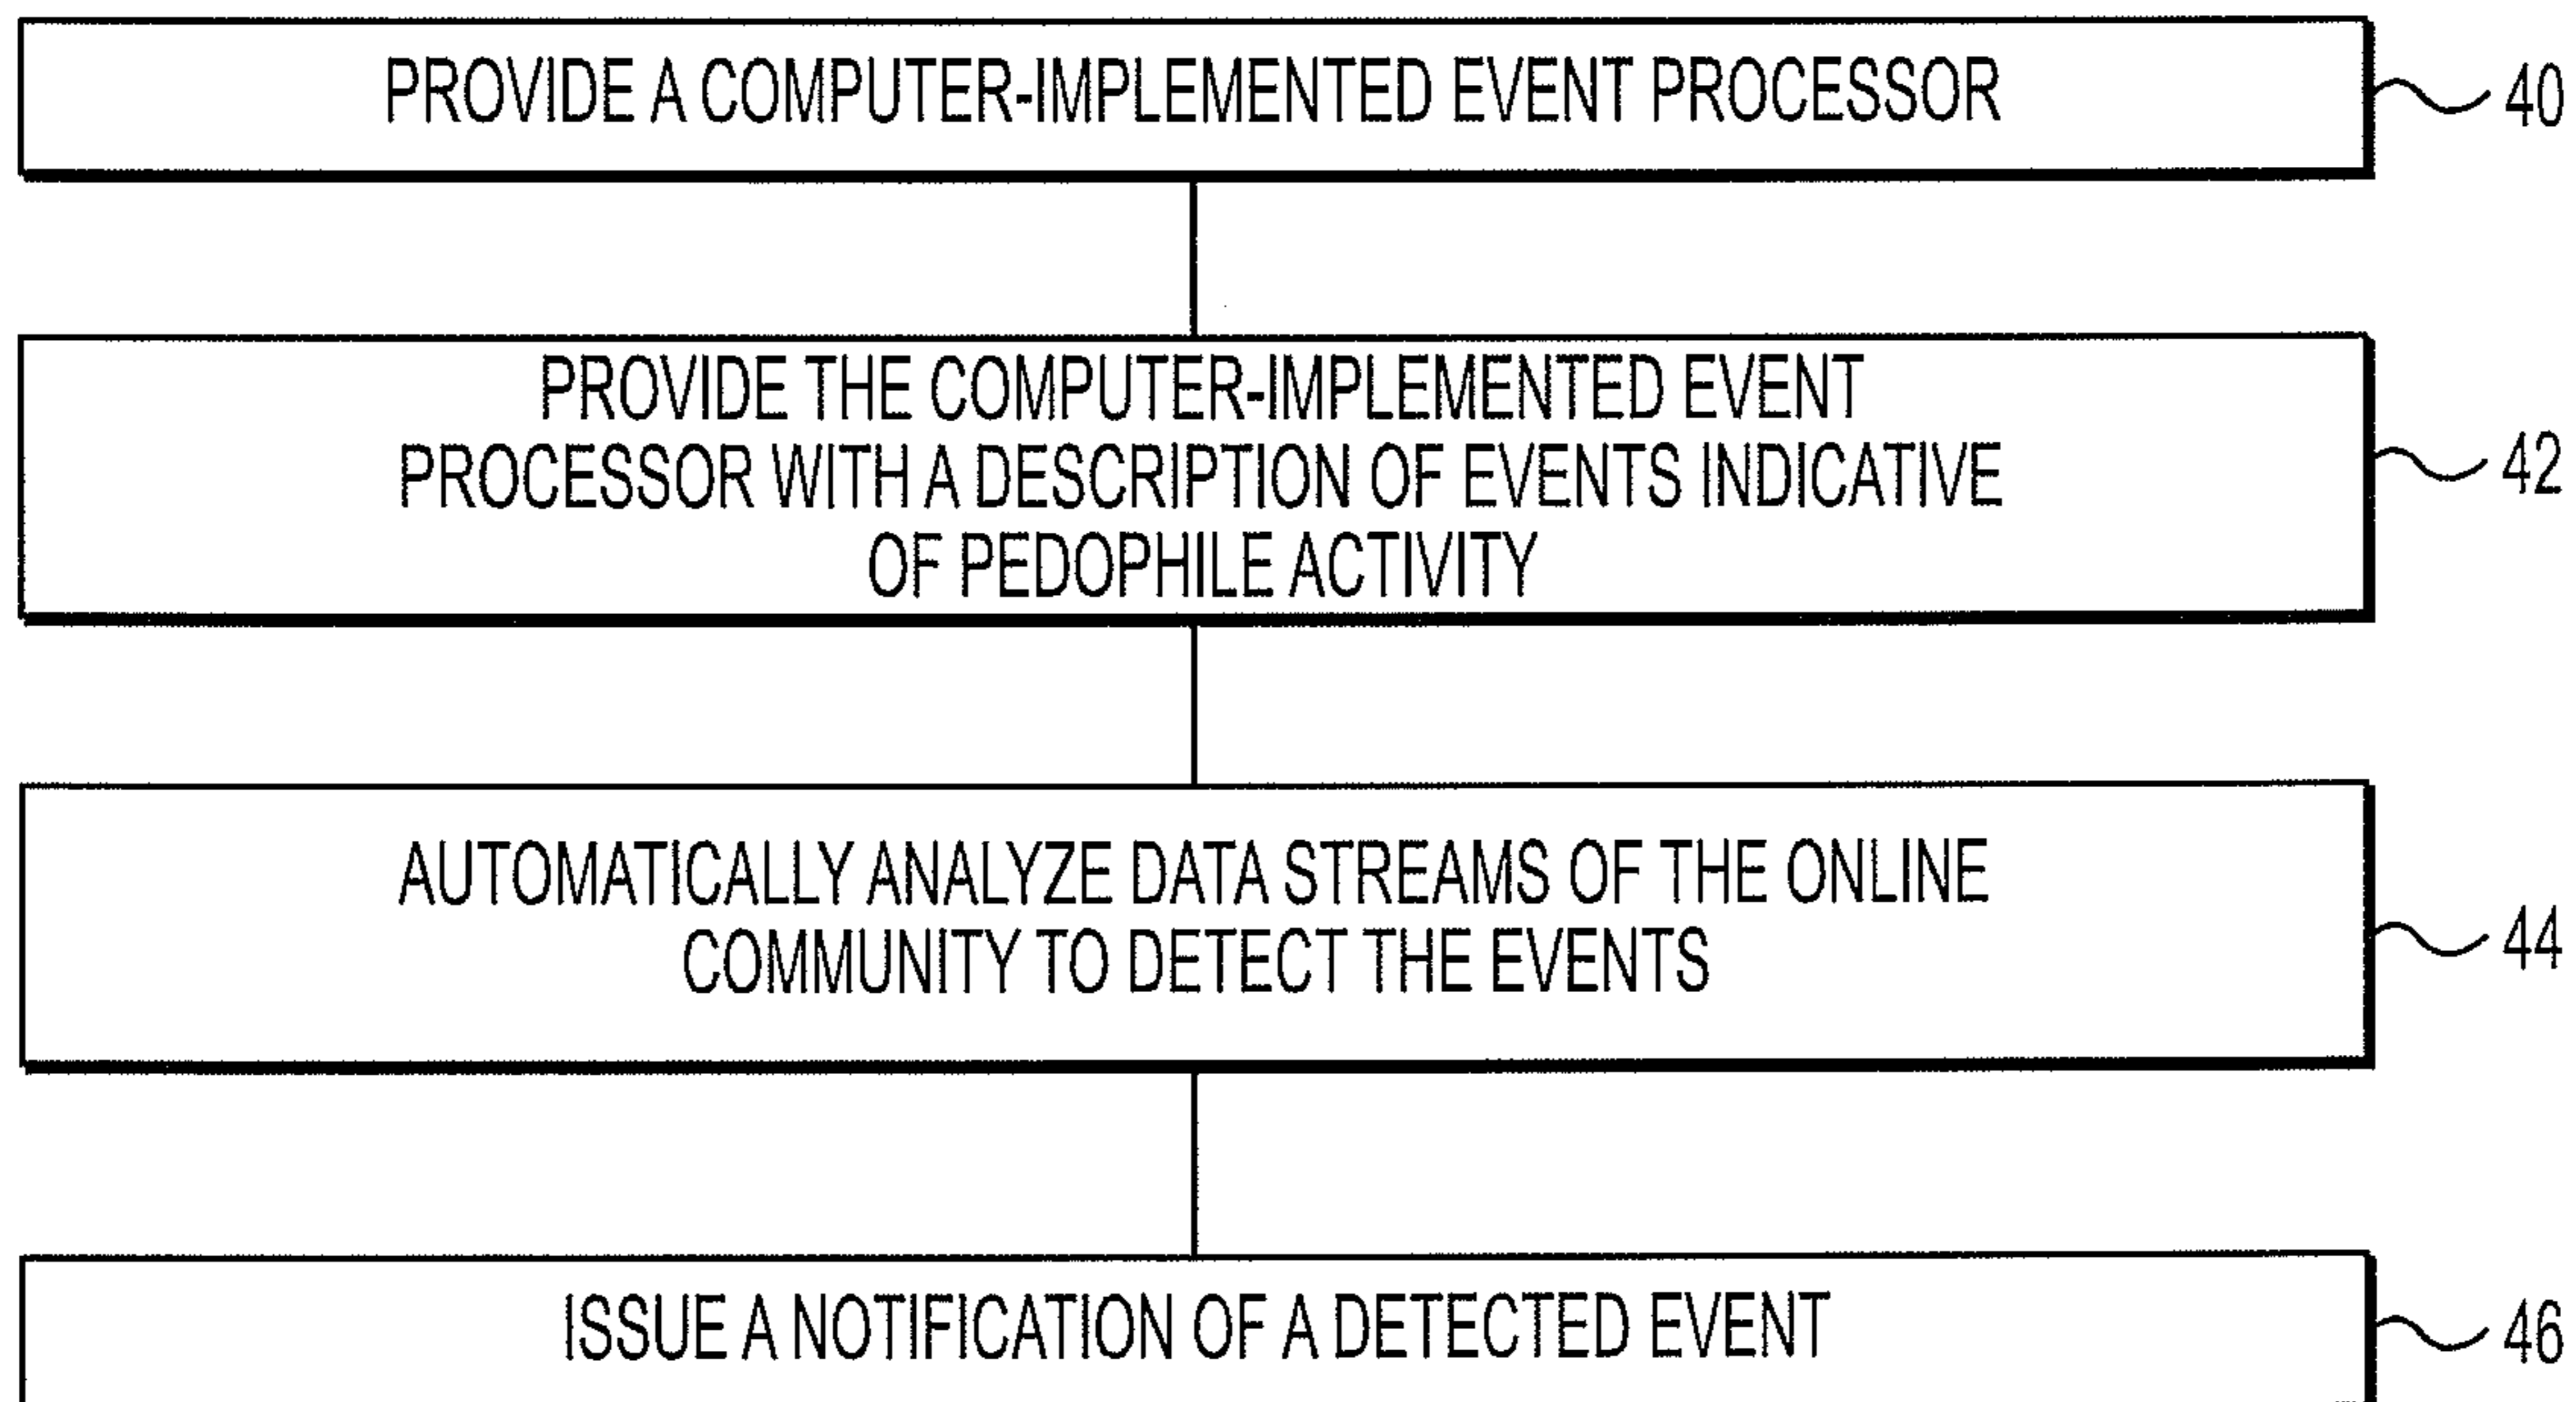 PROVIDE A COMPUTER-IMPLEMENTED EVENT PROCESSOR
40
PROVIDE THE COMPUTER-IMPLEMENTED EVENT
PROCESSOR WITH A DESCRIPTION OF EVENTS INDICATIVE
OF PEDOPHILE ACTIVITY
42
AUTOMATICALLY ANALYZE DATA STREAMS OF THE ONLINE
COMMUNITY TO DETECT THE EVENTS
44
ISSUE A NOTIFICATION OF A DETECTED EVENT
46